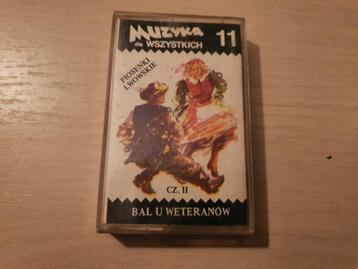 MUZYKA
dla WSZYSTKICH 11
PIOSENKI
LWOWSKIE
CZ. II
BAL U WETERANÓW